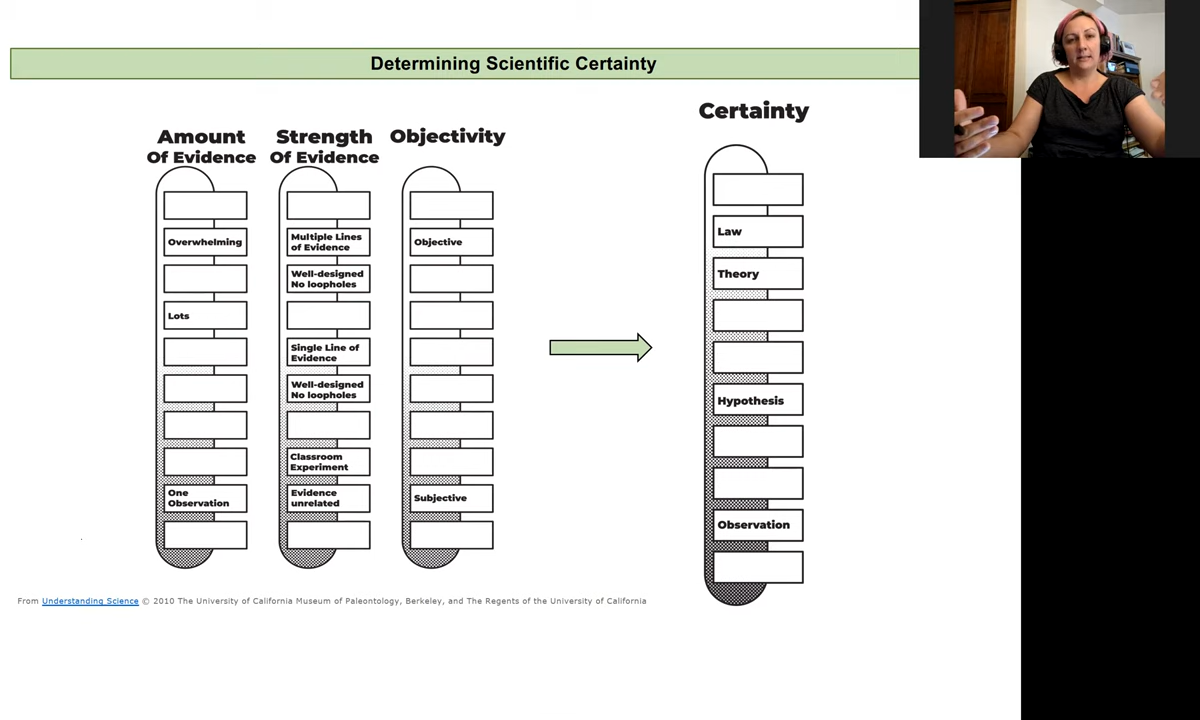 Determining Scientific Certainty
Amount
Of Evidence
Overwhelming
Lots
One
Observation
Strength
Of Evidence
Multiple Lines
of Evidence
Well-designed
No loopholes
Single Line of
Evidence
Well-designed
No loopholes
Classroom
Experiment
Evidence
unrelated
Objectivity
Objective
Subjective
Certainty
Law
Theory
Hypothesis
Observation
From Understanding Science © 2010 The University of California Museum of Paleontology, Berkeley, and The Regents of the University of California